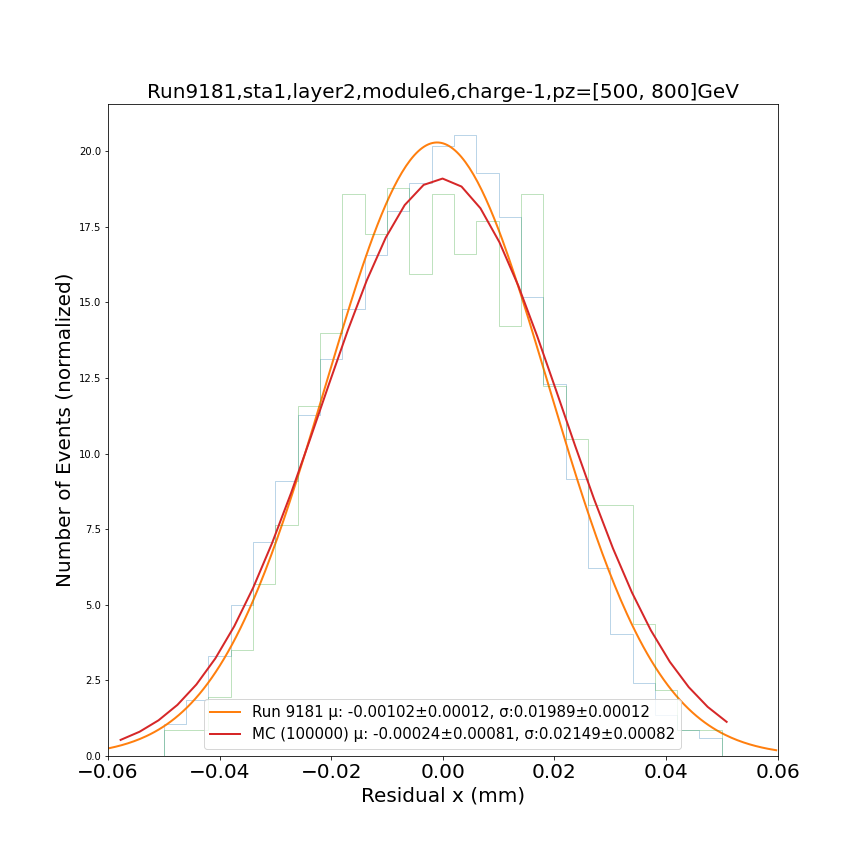 Run9181,sta1,layer2,module6,charge-1,pz=[500, 800]GeV
20.0
17.5
15.0
12.5
10.0
7.5
5.0
2.5
0.0
Number of Events (normalized)
Run 9181 μ: -0.00102±0.00012, σ:0.01989±0.00012
MC (100000) μ: -0.00024±0.00081, σ:0.02149±0.00082
−0.06 −0.04 −0.02 0.00 0.02 0.04 0.06
Residual x (mm)